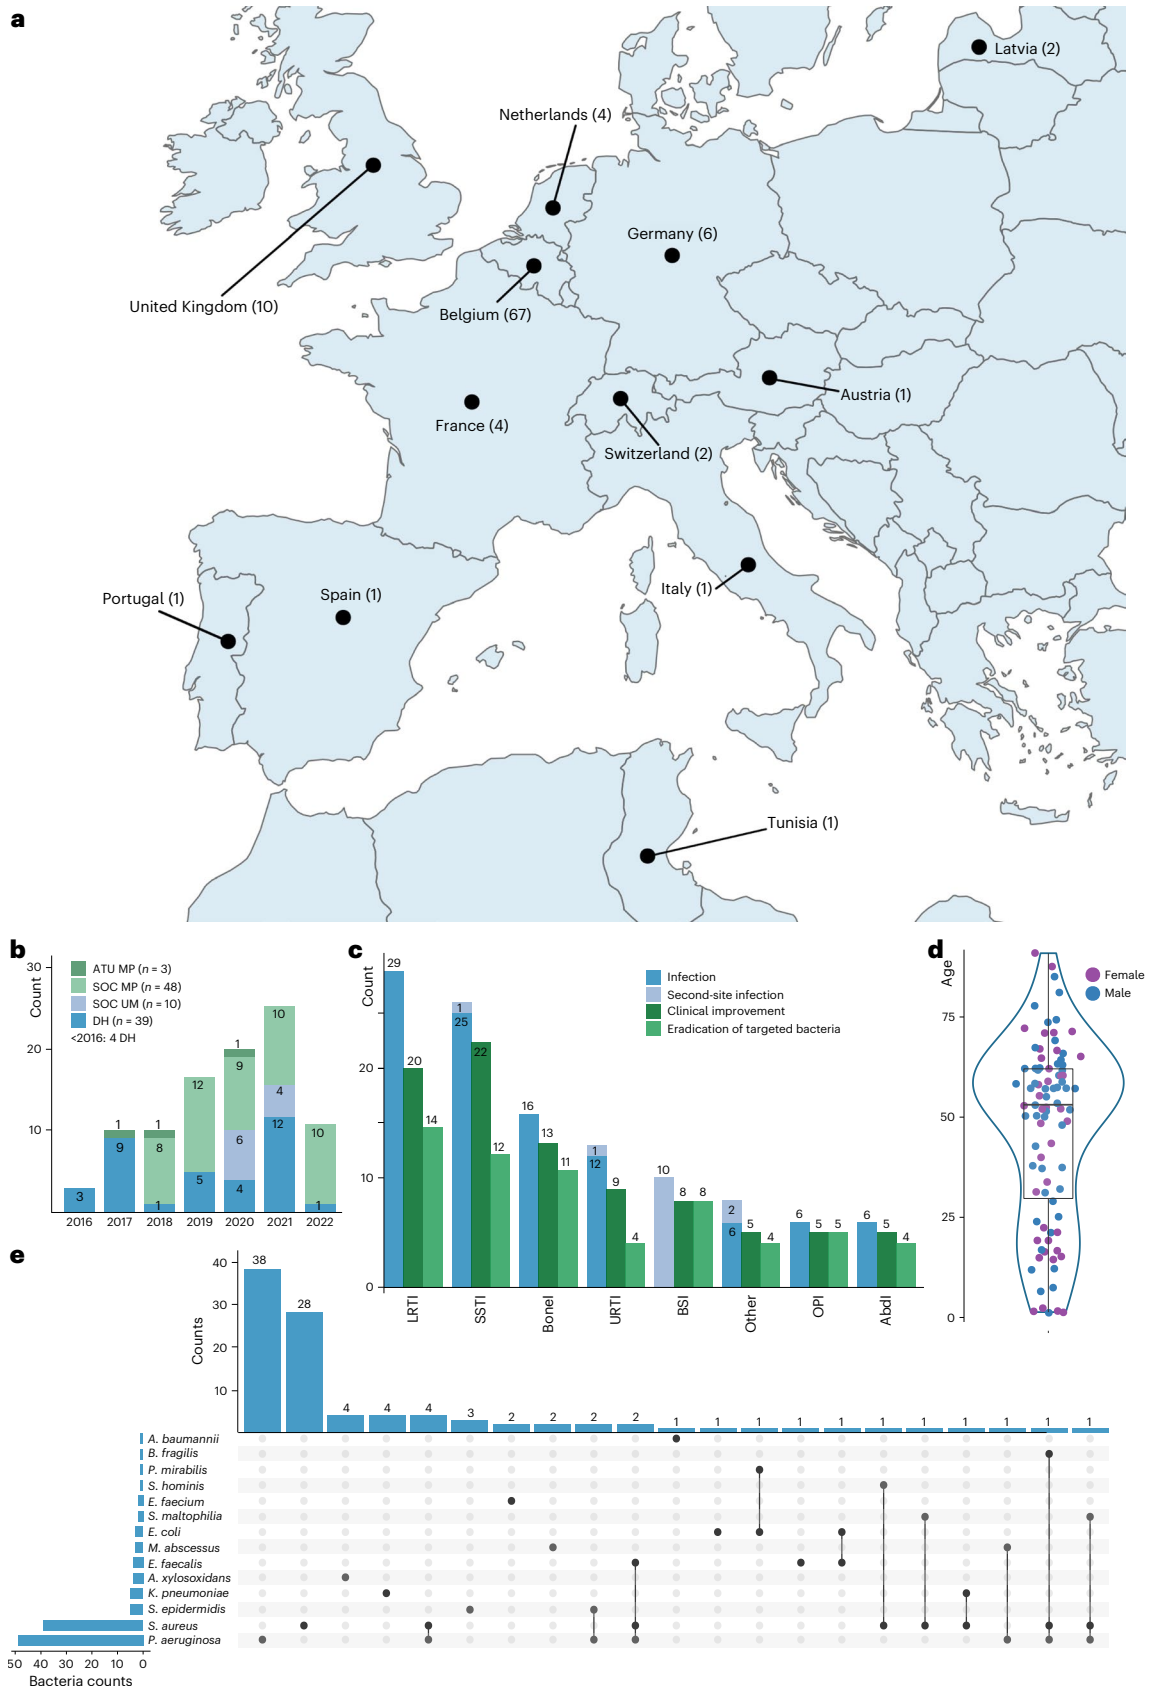 a
Latvia (2)
Netherlands (4)
Germany (6)
United Kingdom (10)
Belgium (67)
Austria (1)
France (4)
Switzerland (2)
Italy (1)
Spain (1)
Portugal (1)
Tunisia (1)
b
Count
30
20
10
ATU MP (n = 3)
SOC MP (n = 48)
SOC UM (n = 10)
DH (n = 39)
<2016: 4 DH
3
1
9
1
8
1
12
5
1
9
6
4
10
4
12
10
1
2016 2017 2018 2019 2020 2021 2022
c
Count
20
10
0
Infection
Second-site infection
Clinical improvement
Eradication of targeted bacteria
29
20
14
1
25
22
12
16
13
11
1
12
9
4
10
8
8
2
6
5
4
6
5
5
6
5
4
LRTI
SSTI
BoneI
URTI
BSI
Other
OPI
AbdI
d
Age
75
50
25
0
Female
Male
e
Counts
40
30
20
10
38 28 4 4 4 3 2 2 2 2 1 1 1 1 1 1 1 1 1 1 1
A. baumannii
B. fragilis
P. mirabilis
S. hominis
E. faecium
S. maltophilia
E. coli
M. abscessus
E. faecalis
A. xylosoxidans
K. pneumoniae
S. epidermidis
S. aureus
P. aeruginosa
50 40 30 20 10 0
Bacteria counts